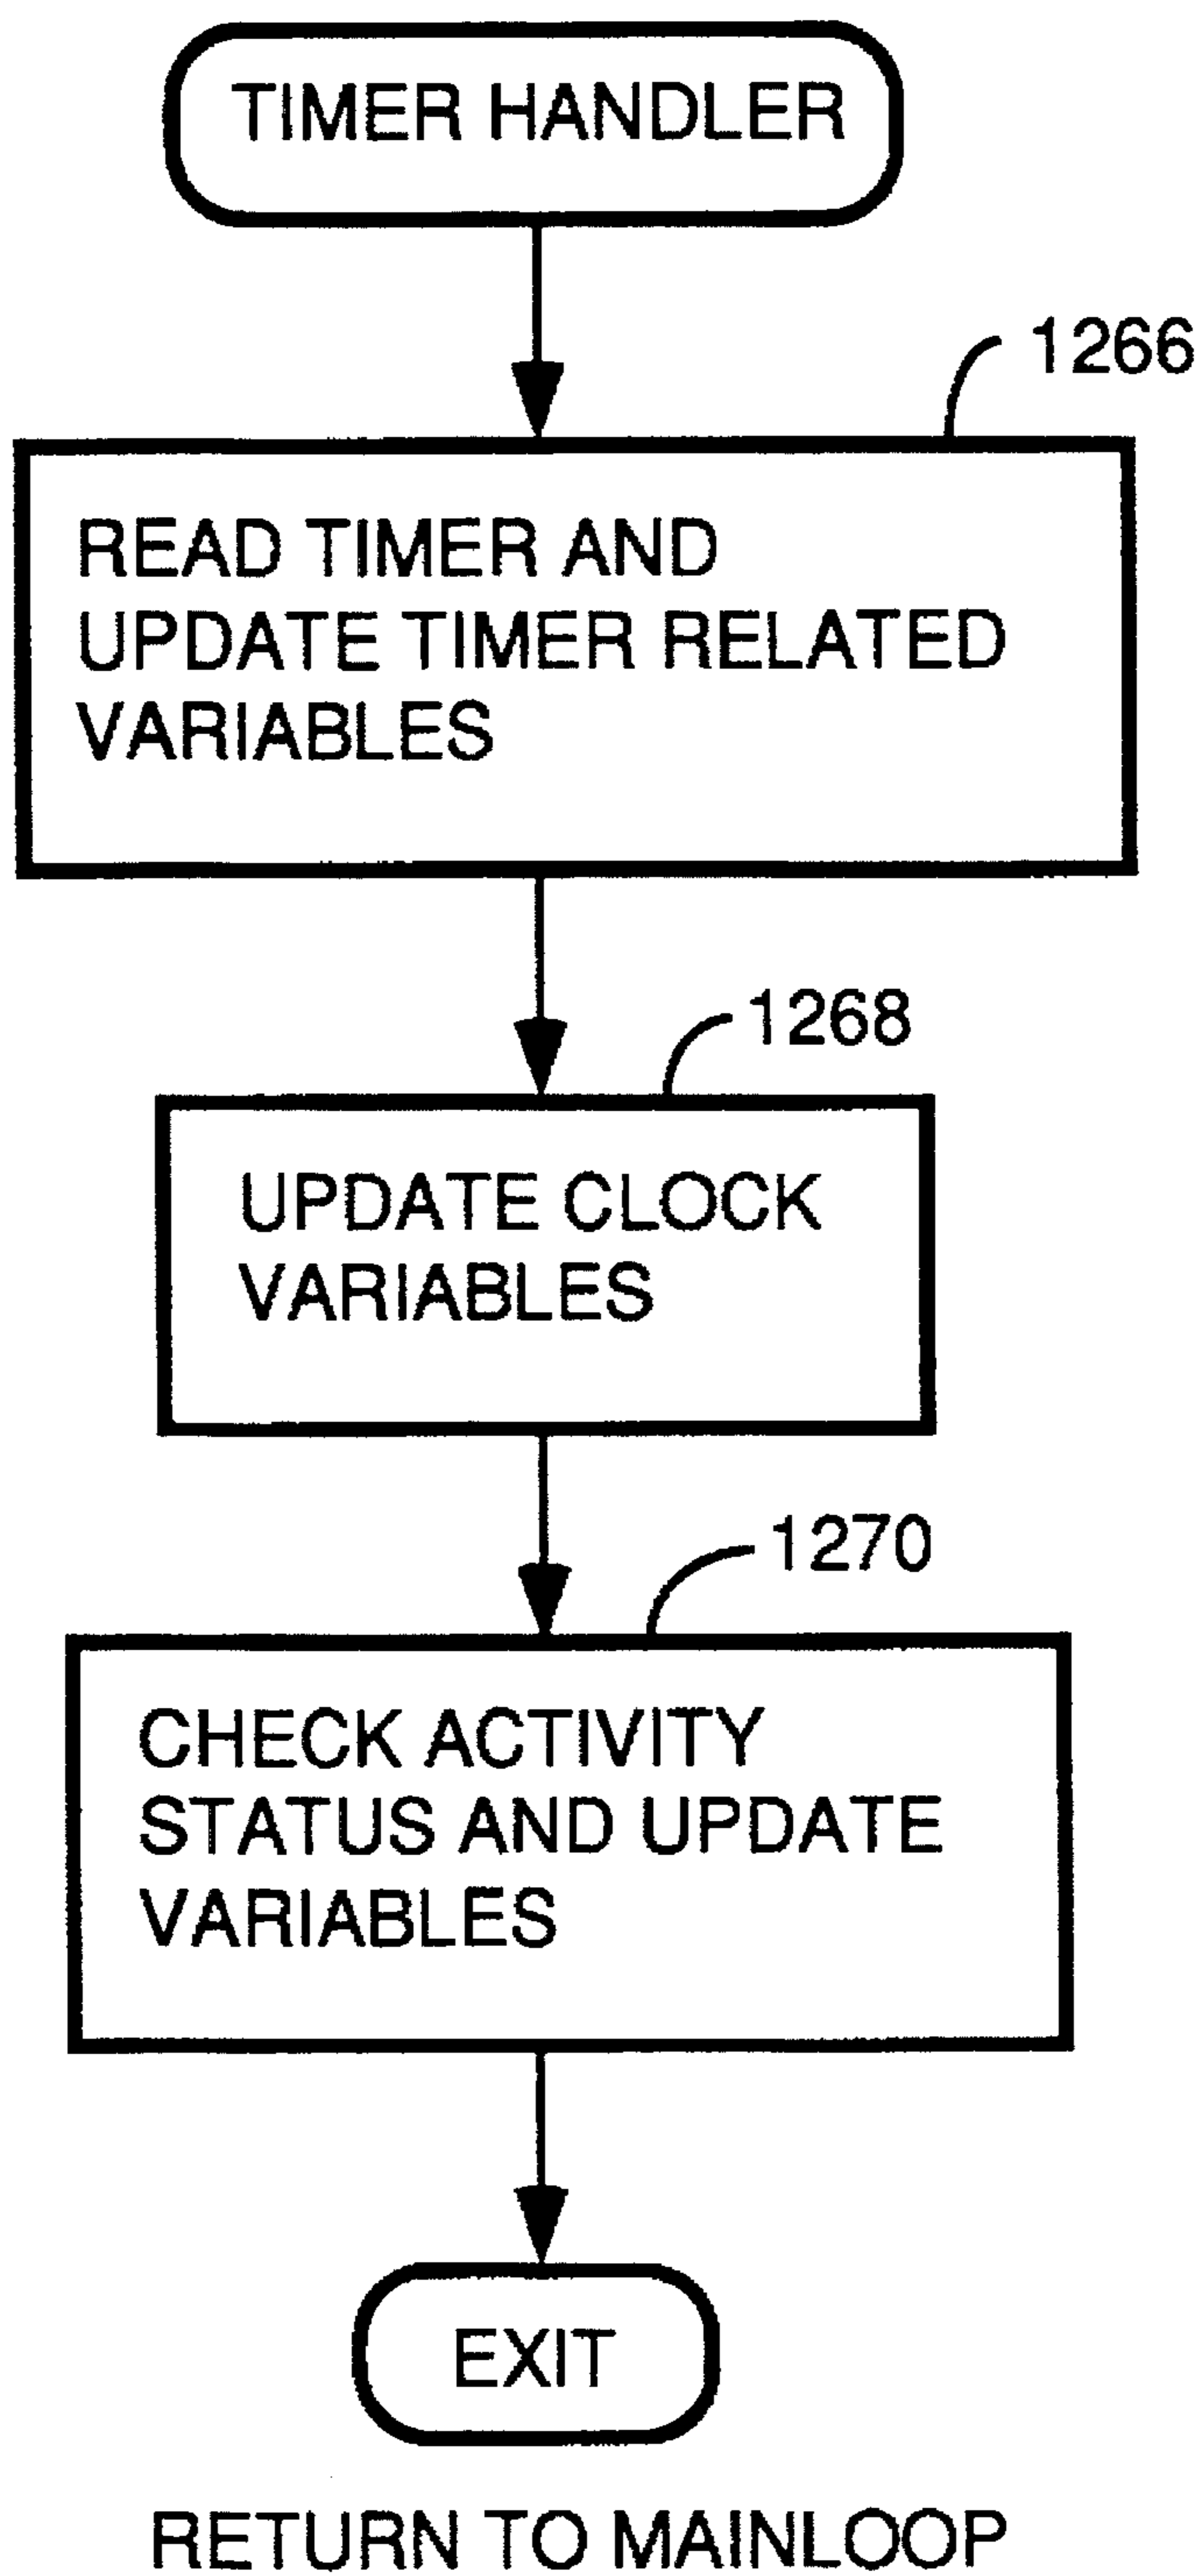 TIMER HANDLER
1266
READ TIMER AND
UPDATE TIMER RELATED
VARIABLES
1268
UPDATE CLOCK
VARIABLES
1270
CHECK ACTIVITY
STATUS AND UPDATE
VARIABLES
EXIT
RETURN TO MAINLOOP